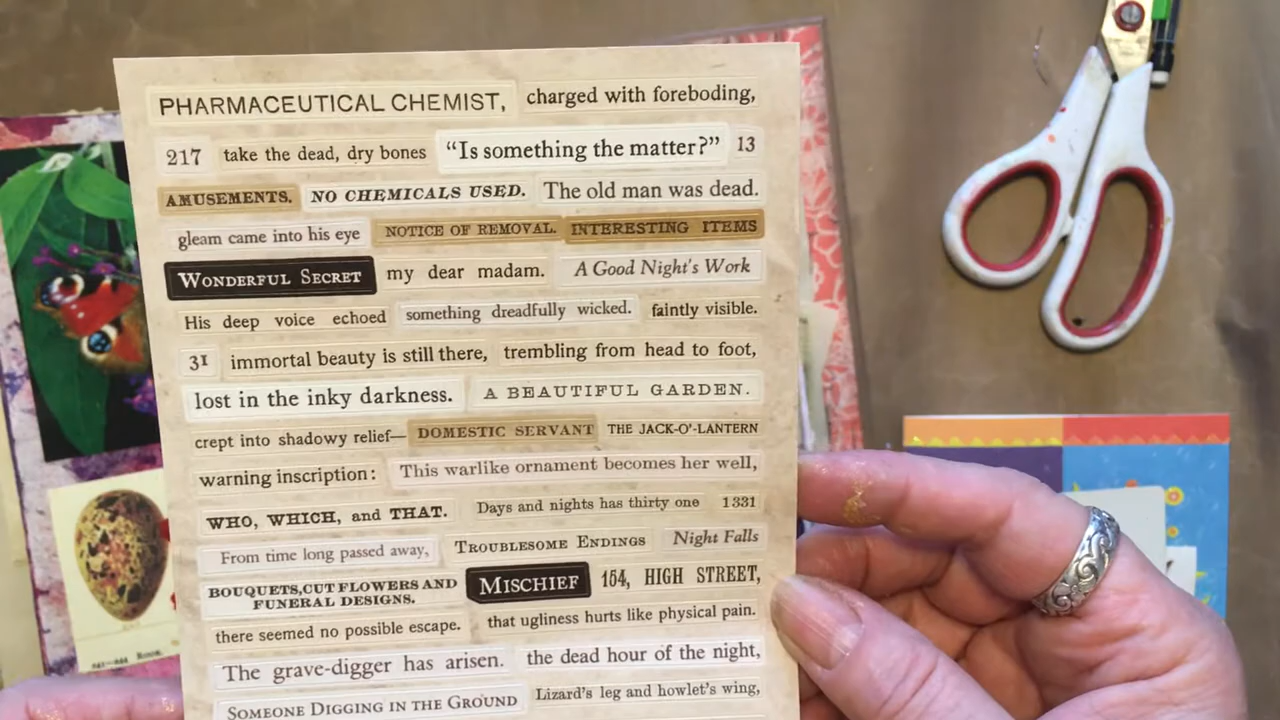 PHARMACEUTICAL CHEMIST, charged with foreboding,
217 take the dead, dry bones “Is something the matter?” 13
AMUSEMENTS. NO CHEMICALS USED. The old man was dead.
gleam came into his eye NOTICE OF REMOVAL. INTERESTING ITEMS
WONDERFUL SECRET my dear madam. A Good Night's Work
His deep voice echoed something dreadfully wicked. faintly visible.
31 immortal beauty is still there, trembling from head to foot,
lost in the inky darkness. A BEAUTIFUL GARDEN.
crept into shadowy relief— DOMESTIC SERVANT THE JACK-O'-LANTERN
warning inscription: This warlike ornament becomes her well,
WHO, WHICH, and THAT. Days and nights has thirty one 1331
From time long passed away, TROUBLESOME ENDINGS Night Falls
BOUQUETS, CUT FLOWERS AND FUNERAL DESIGNS. MISCHIEF 154, HIGH STREET,
there seemed no possible escape. that ugliness hurts like physical pain.
The grave-digger has arisen. the dead hour of the night,
SOMEONE DIGGING IN THE GROUND Lizard's leg and howlet's wing,